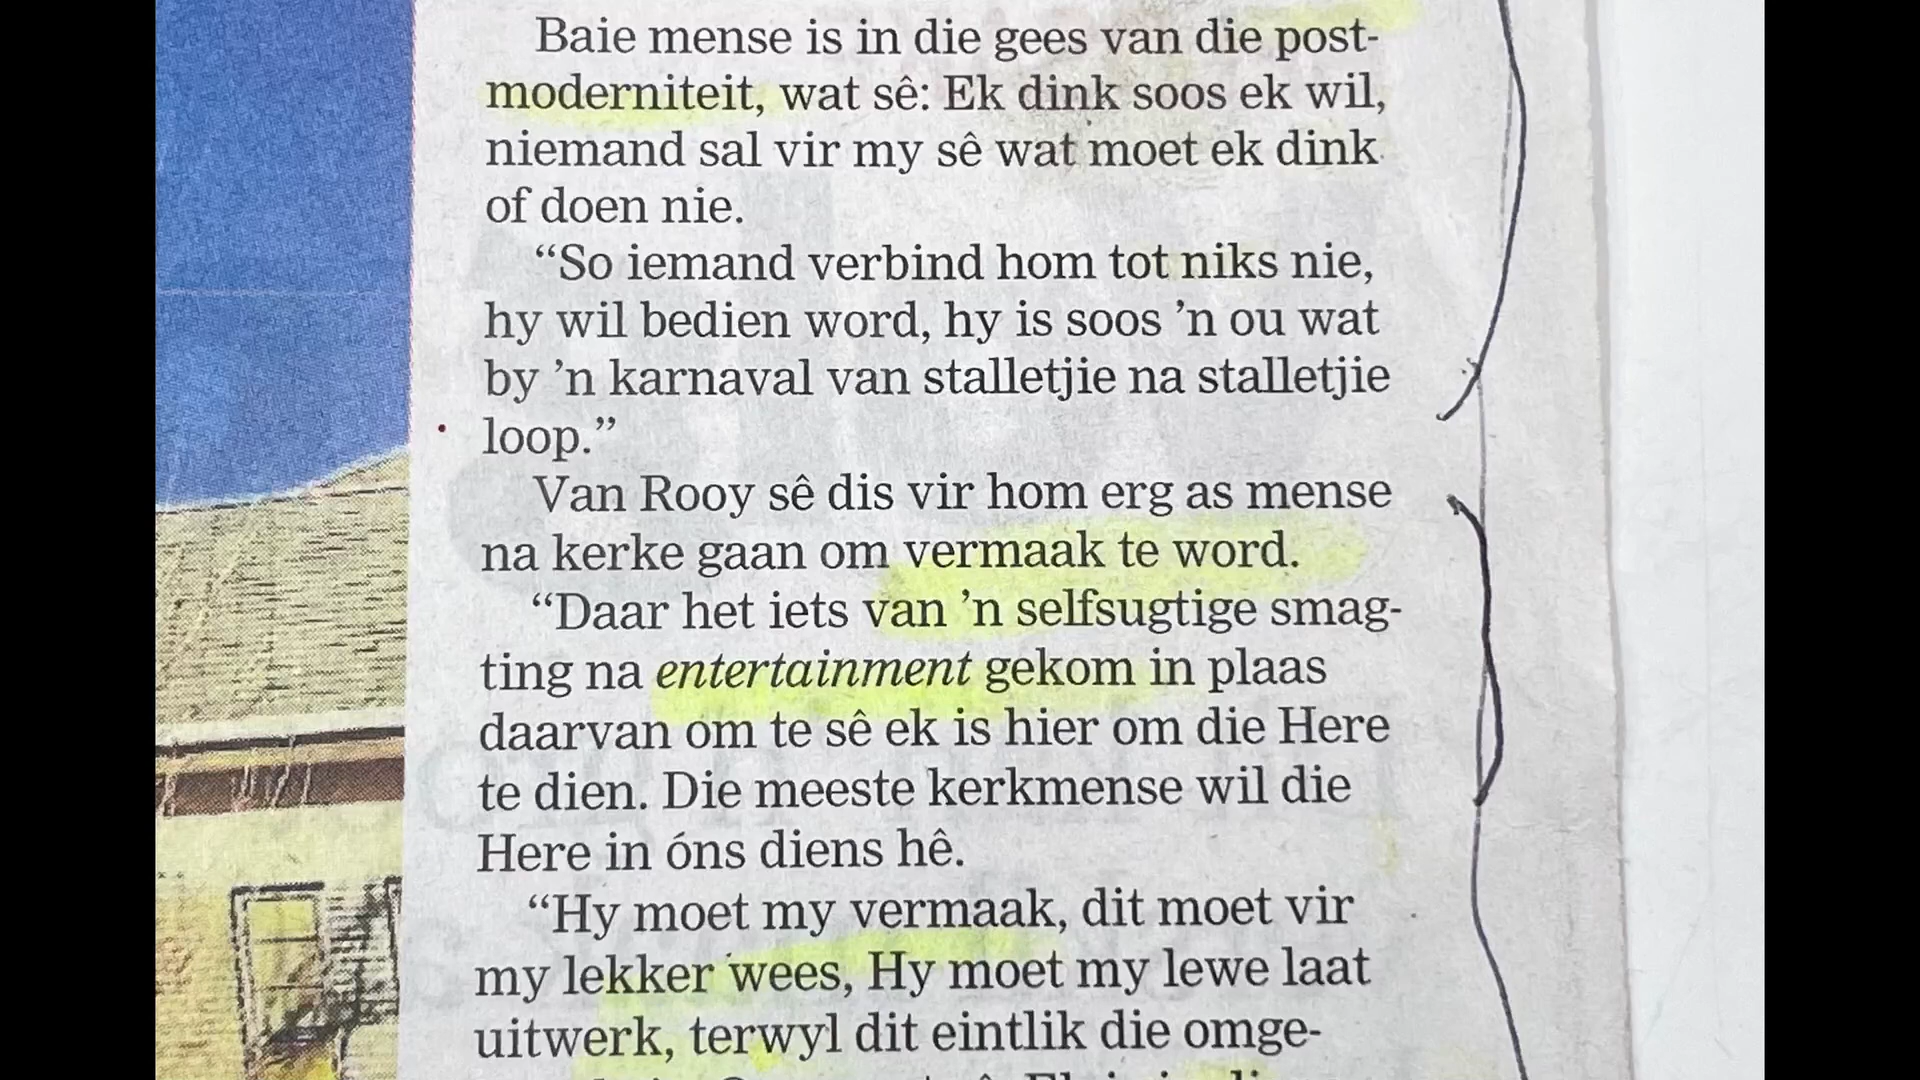 Baie mense is in die gees van die post-
moderniteit, wat sê: Ek dink soos ek wil,
niemand sal vir my sê wat moet ek dink
of doen nie.
“So iemand verbind hom tot niks nie,
hy wil bedien word, hy is soos ’n ou wat
by ’n karnaval van stalletjie na stalletjie
loop.”
Van Rooy sê dis vir hom erg as mense
na kerke gaan om vermaak te word.
“Daar het iets van ’n selfsugtige smag-
ting na entertainment gekom in plaas
daarvan om te sê ek is hier om die Here
te dien. Die meeste kerkmense wil die
Here in óns diens hê.
“Hy moet my vermaak, dit moet vir
my lekker wees, Hy moet my lewe laat
uitwerk, terwyl dit eintlik die omge-